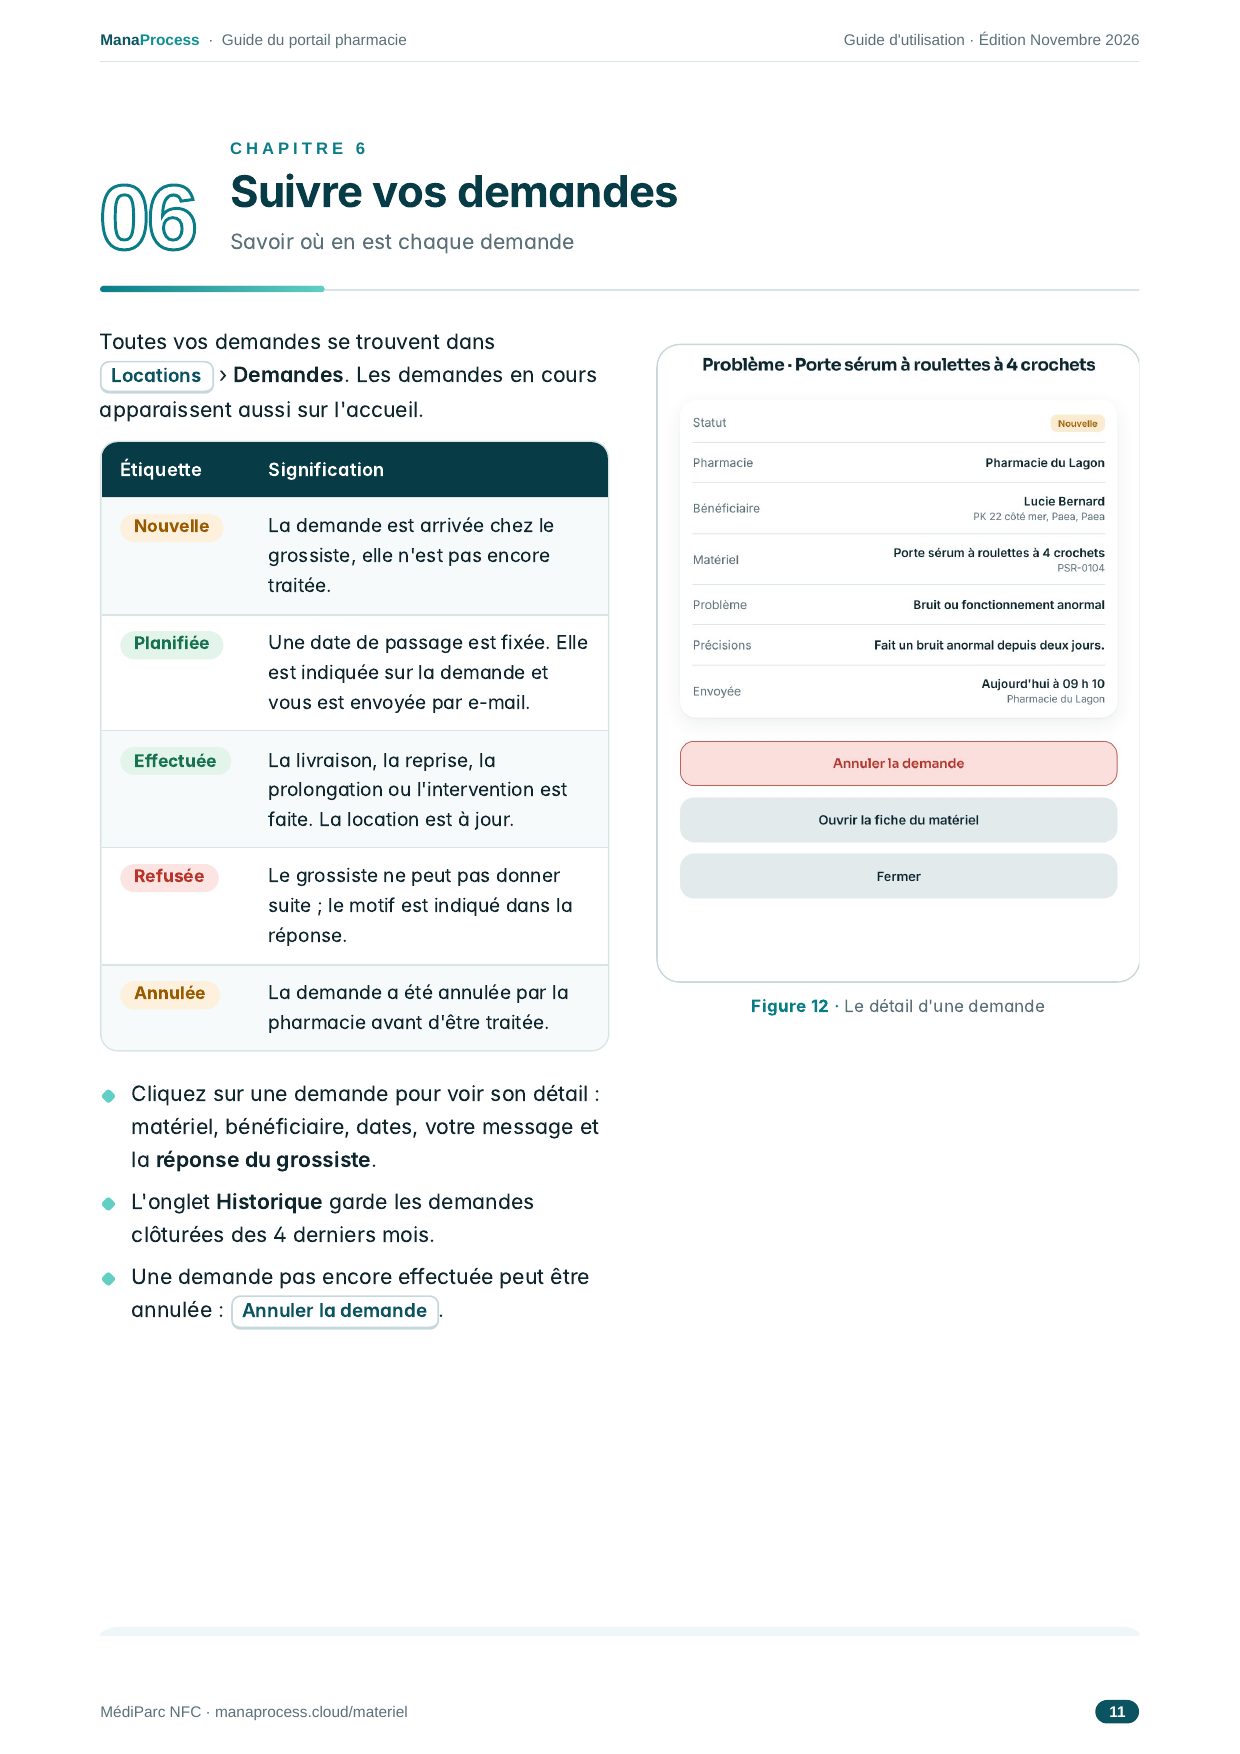 ManaProcess · Guide du portail pharmacie
Guide d'utilisation · Édition Novembre 2026
CHAPITRE 6
06
Suivre vos demandes
Savoir où en est chaque demande
Toutes vos demandes se trouvent dans
Locations › Demandes. Les demandes en cours
apparaissent aussi sur l'accueil.
Étiquette Signification
Nouvelle La demande est arrivée chez le
grossiste, elle n'est pas encore
traitée.
Planifiée Une date de passage est fixée. Elle
est indiquée sur la demande et
vous est envoyée par e-mail.
Effectuée La livraison, la reprise, la
prolongation ou l'intervention est
faite. La location est à jour.
Refusée Le grossiste ne peut pas donner
suite ; le motif est indiqué dans la
réponse.
Annulée La demande a été annulée par la
pharmacie avant d'être traitée.
Cliquez sur une demande pour voir son détail :
matériel, bénéficiaire, dates, votre message et
la réponse du grossiste.
L'onglet Historique garde les demandes
clôturées des 4 derniers mois.
Une demande pas encore effectuée peut être
annulée : Annuler la demande.
Problème · Porte sérum à roulettes à 4 crochets
Statut Nouvelle
Pharmacie Pharmacie du Lagon
Bénéficiaire Lucie Bernard
PK 22 côté mer, Paea, Paea
Matériel Porte sérum à roulettes à 4 crochets
PSR-0104
Problème Bruit ou fonctionnement anormal
Précisions Fait un bruit anormal depuis deux jours.
Envoyée Aujourd'hui à 09 h 10
Pharmacie du Lagon
Annuler la demande
Ouvrir la fiche du matériel
Fermer
Figure 12 · Le détail d'une demande
MédiParc NFC · manaprocess.cloud/materiel
11